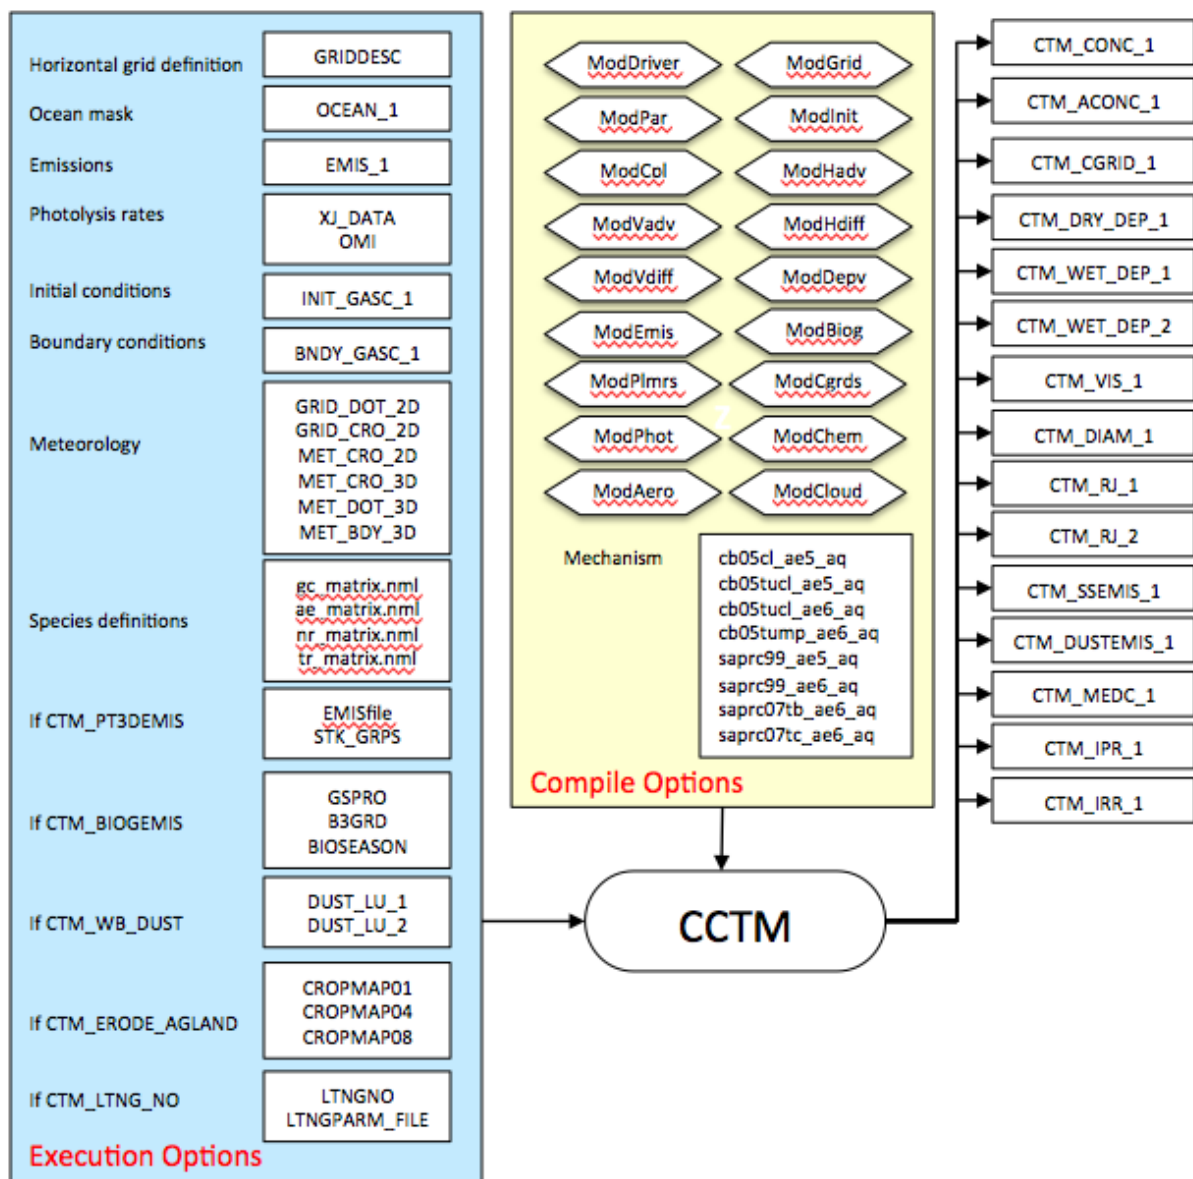 Horizontal grid definition
GRIDDESC
Ocean mask
OCEAN_1
Emissions
EMIS_1
Photolysis rates
XJ_DATA
OMI
Initial conditions
INIT_GASC_1
Boundary conditions
BNDY_GASC_1
Meteorology
GRID_DOT_2D
GRID_CRO_2D
MET_CRO_2D
MET_CRO_3D
MET_DOT_3D
MET_BDY_3D
Species definitions
gc_matrix.nml
ae_matrix.nml
nr_matrix.nml
tr_matrix.nml
If CTM_PT3DEMIS
EMISfile
STK_GRPS
If CTM_BIOGEMIS
GSPRO
B3GRD
BIOSEASON
If CTM_WB_DUST
DUST_LU_1
DUST_LU_2
If CTM_ERODE_AGLAND
CROPMAP01
CROPMAP04
CROPMAP08
If CTM_LTNG_NO
LTNGNO
LTNGPARM_FILE
Execution Options
ModDriver
ModGrid
ModPar
ModInit
ModCpl
ModHadv
ModVadv
ModHdiff
ModVdiff
ModDepv
ModEmis
ModBiog
ModPlmrs
ModCgrds
Z
ModPhot
ModChem
ModAero
ModCloud
Mechanism
cb05cl_ae5_aq
cb05tucl_ae5_aq
cb05tucl_ae6_aq
cb05tump_ae6_aq
saprc99_ae5_aq
saprc99_ae6_aq
saprc07tb_ae6_aq
saprc07tc_ae6_aq
Compile Options
CCTM
CTM_CONC_1
CTM_ACONC_1
CTM_CGRID_1
CTM_DRY_DEP_1
CTM_WET_DEP_1
CTM_WET_DEP_2
CTM_VIS_1
CTM_DIAM_1
CTM_RJ_1
CTM_RJ_2
CTM_SSEMIS_1
CTM_DUSTEMIS_1
CTM_MEDC_1
CTM_IPR_1
CTM_IRR_1